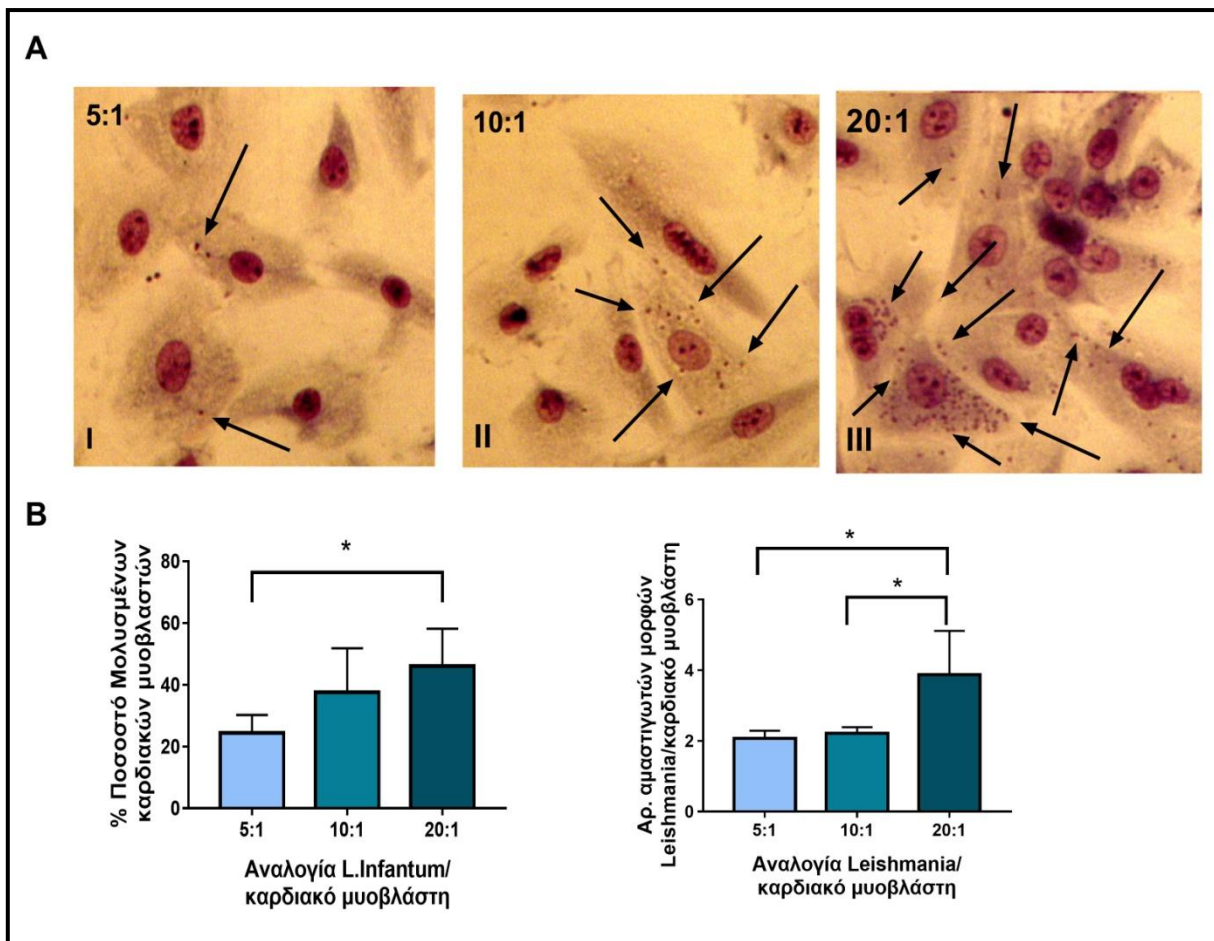 A
5:1
10:1
20:1
I
II
III
B
% Ποσοστό Μολυσμένων
καρδιακών μυοβλαστών
80
60
40
20
0
*
5:1
10:1
20:1
Αναλογία L.Infantum/
καρδιακό μυοβλάστη
Αρ. αμαστιγωτών μορφών
Leishmania/καρδιακό μυοβλάστη
6
4
2
0
*
*
5:1
10:1
20:1
Αναλογία Leishmania/
καρδιακό μυοβλάστη